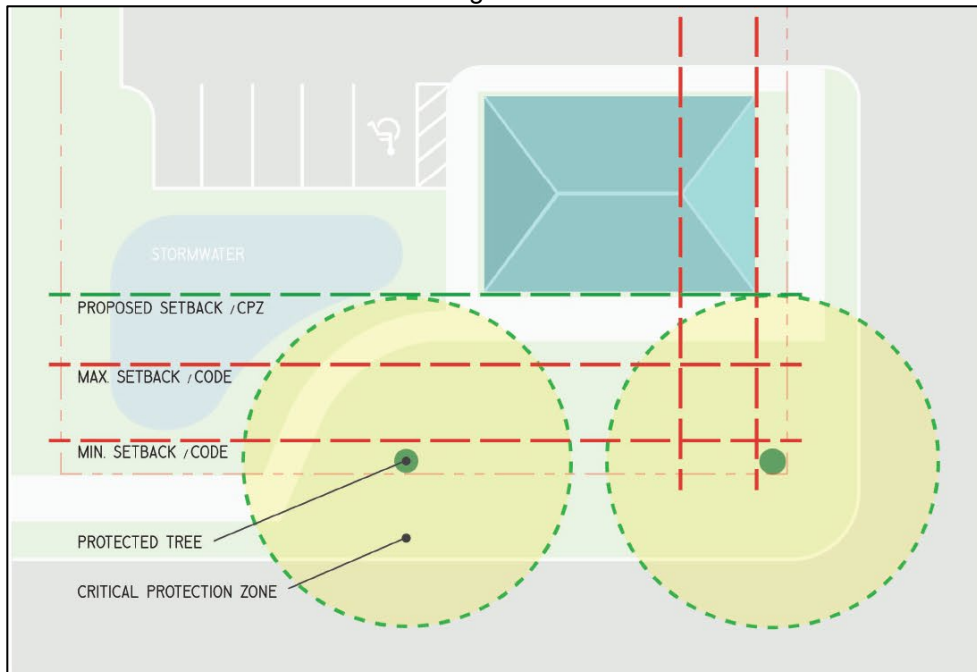 STORMWATER
PROPOSED SETBACK / CPZ
MAX. SETBACK / CODE
MIN. SETBACK / CODE
PROTECTED TREE
CRITICAL PROTECTION ZONE